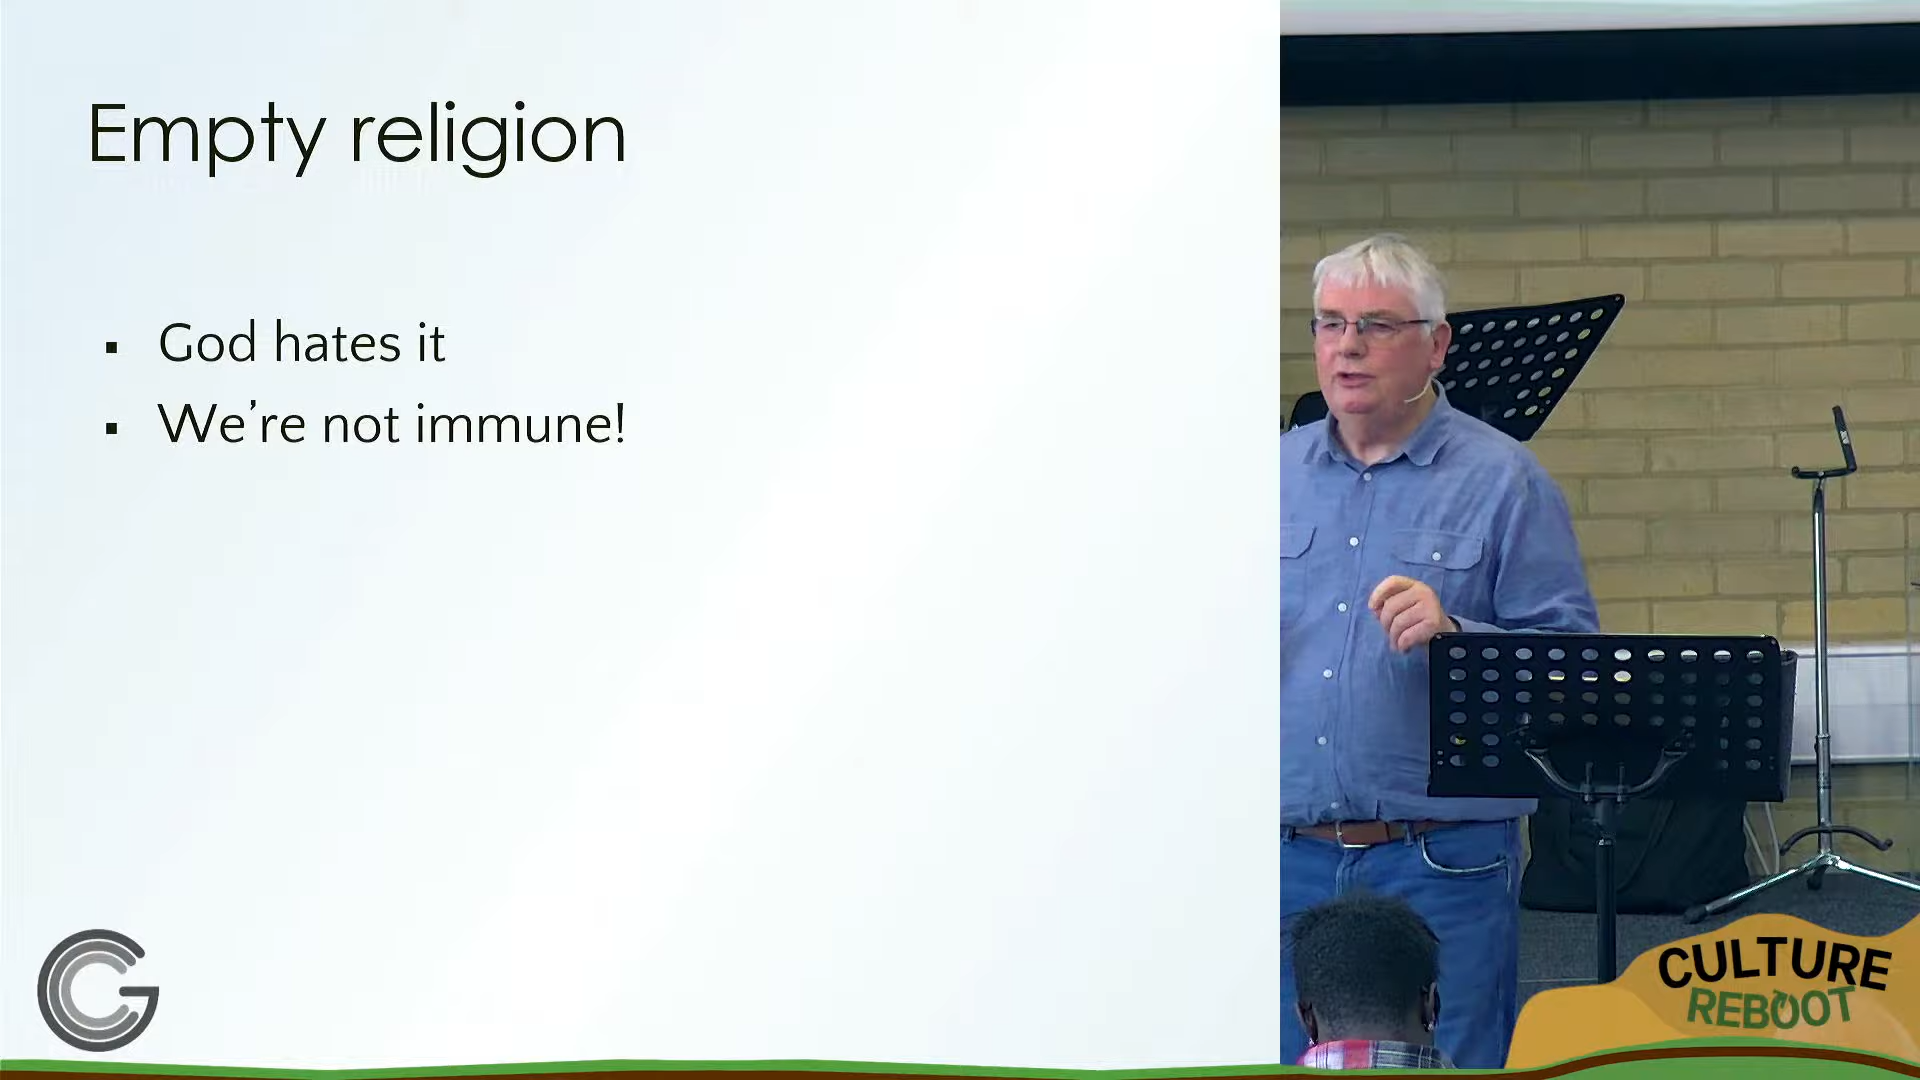 Empty religion
▪ God hates it
▪ We're not immune!
CULTURE
REBOOT